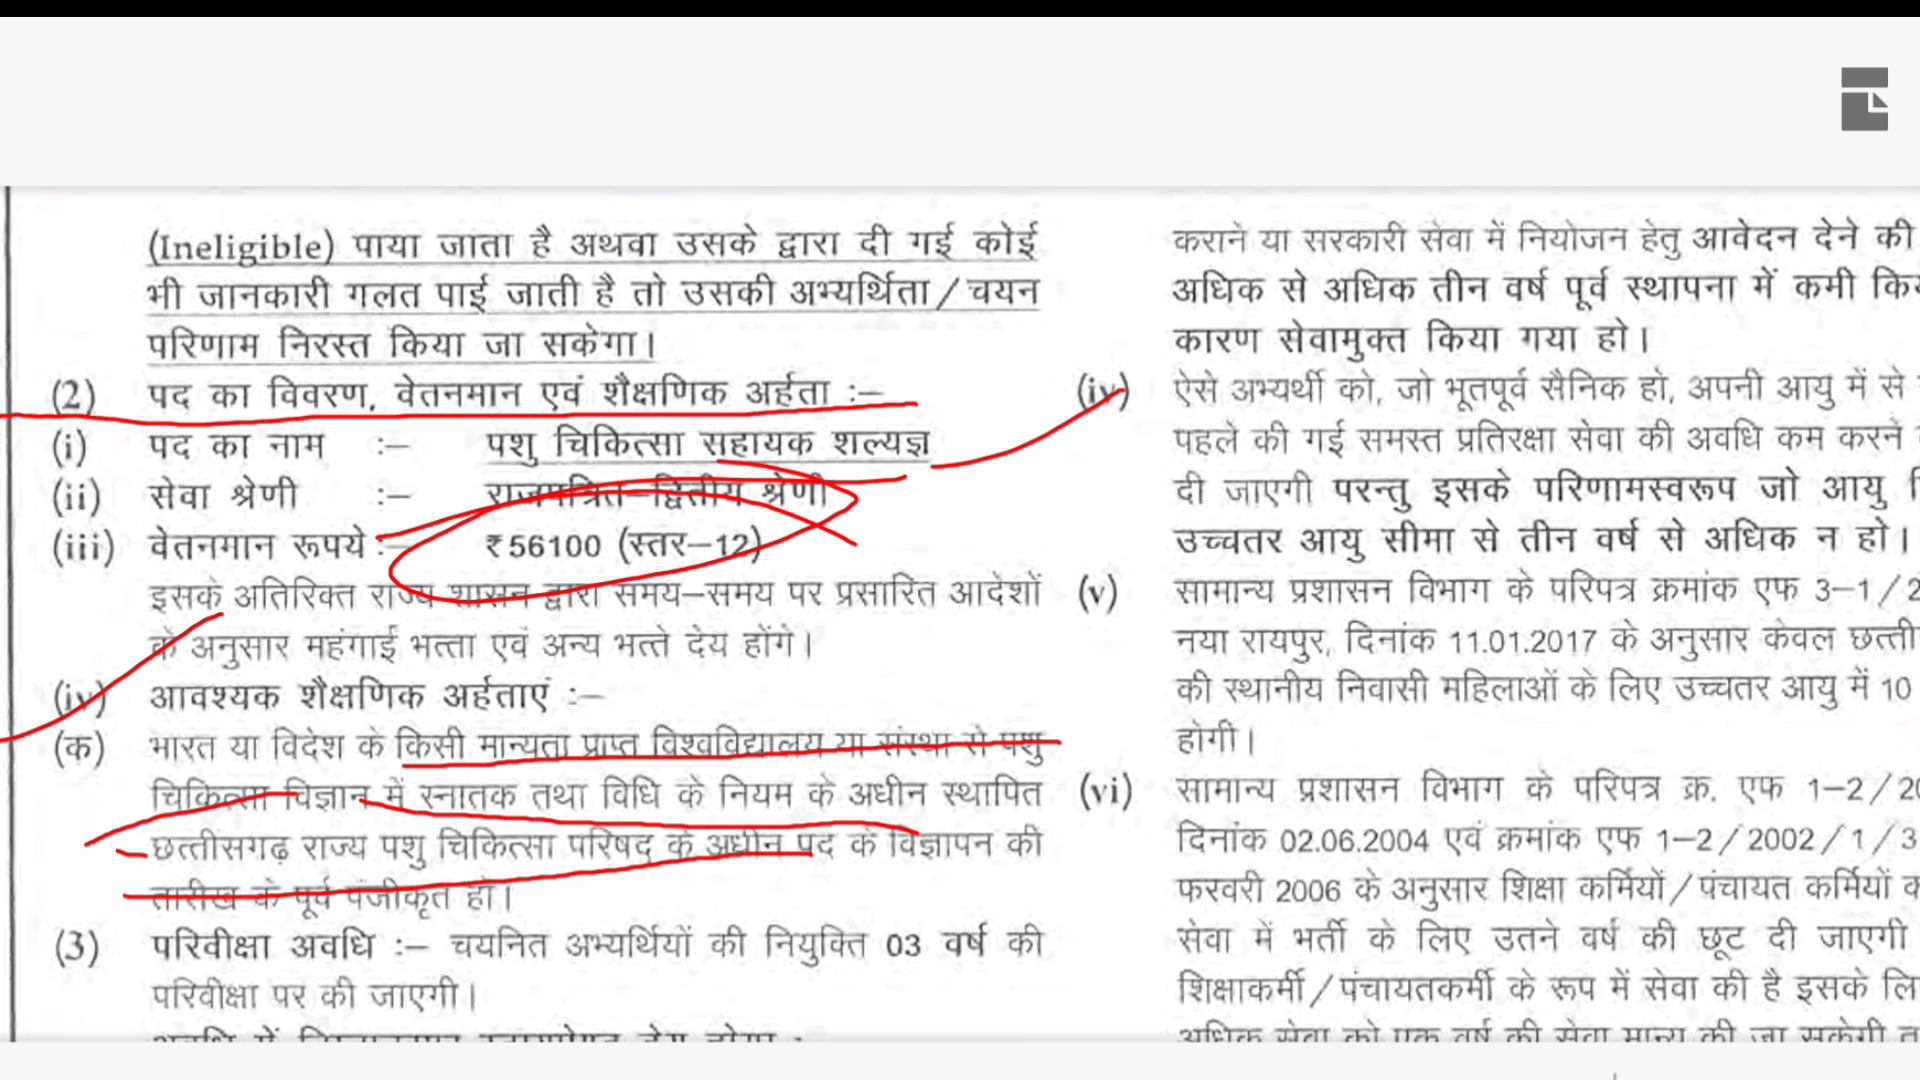 (Ineligible) पाया जाता है अथवा उसके द्वारा दी गई कोई
भी जानकारी गलत पाई जाती है तो उसकी अभ्यर्थिता/चयन
परिणाम निरस्त किया जा सकेगा।
(2) पद का विवरण, वेतनमान एवं शैक्षणिक अर्हता :–
(i) पद का नाम :– पशु चिकित्सा सहायक शल्यज्ञ
(ii) सेवा श्रेणी :– राजपत्रित–द्वितीय श्रेणी
(iii) वेतनमान रूपये :– ₹56100 (स्तर–12)
इसके अतिरिक्त राज्य शासन द्वारा समय–समय पर प्रसारित आदेशों
के अनुसार महंगाई भत्ता एवं अन्य भत्ते देय होंगे।
(iv) आवश्यक शैक्षणिक अर्हताएं :–
(क) भारत या विदेश के किसी मान्यता प्राप्त विश्वविद्यालय या संस्था से पशु
चिकित्सा विज्ञान में स्नातक तथा विधि के नियम के अधीन स्थापित
छत्तीसगढ़ राज्य पशु चिकित्सा परिषद के अधीन पद के विज्ञापन की
तारीख के पूर्व पंजीकृत हो।
(3) परिवीक्षा अवधि :– चयनित अभ्यर्थियों की नियुक्ति 03 वर्ष की
परिवीक्षा पर की जाएगी।
कराने या सरकारी सेवा में नियोजन हेतु आवेदन देने की
अधिक से अधिक तीन वर्ष पूर्व स्थापना में कमी
कारण सेवामुक्त किया गया हो।
(iv) ऐसे अभ्यर्थी को, जो भूतपूर्व सैनिक हो, अपनी आयु में से
पहले की गई समस्त प्रतिरक्षा सेवा की अवधि कम करने
दी जाएगी परन्तु इसके परिणामस्वरूप जो आयु
उच्चतर आयु सीमा से तीन वर्ष से अधिक न हो।
(v) सामान्य प्रशासन विभाग के परिपत्र क्रमांक एफ 3–1/2
नया रायपुर, दिनांक 11.01.2017 के अनुसार केवल छत्ती
की स्थानीय निवासी महिलाओं के लिए उच्चतर आयु में 10
होगी।
(vi) सामान्य प्रशासन विभाग के परिपत्र क्र. एफ 1–2/20
दिनांक 02.06.2004 एवं क्रमांक एफ 1–2/2002/1/3
फरवरी 2006 के अनुसार शिक्षा कर्मियों/पंचायत कर्मियों
सेवा में भर्ती के लिए उतने वर्ष की छूट दी जाएगी
शिक्षाकर्मी/पंचायतकर्मी के रूप में सेवा की है इसके
अधिक सेवा को एक वर्ष की सेवा मान्य की जा सकेगी